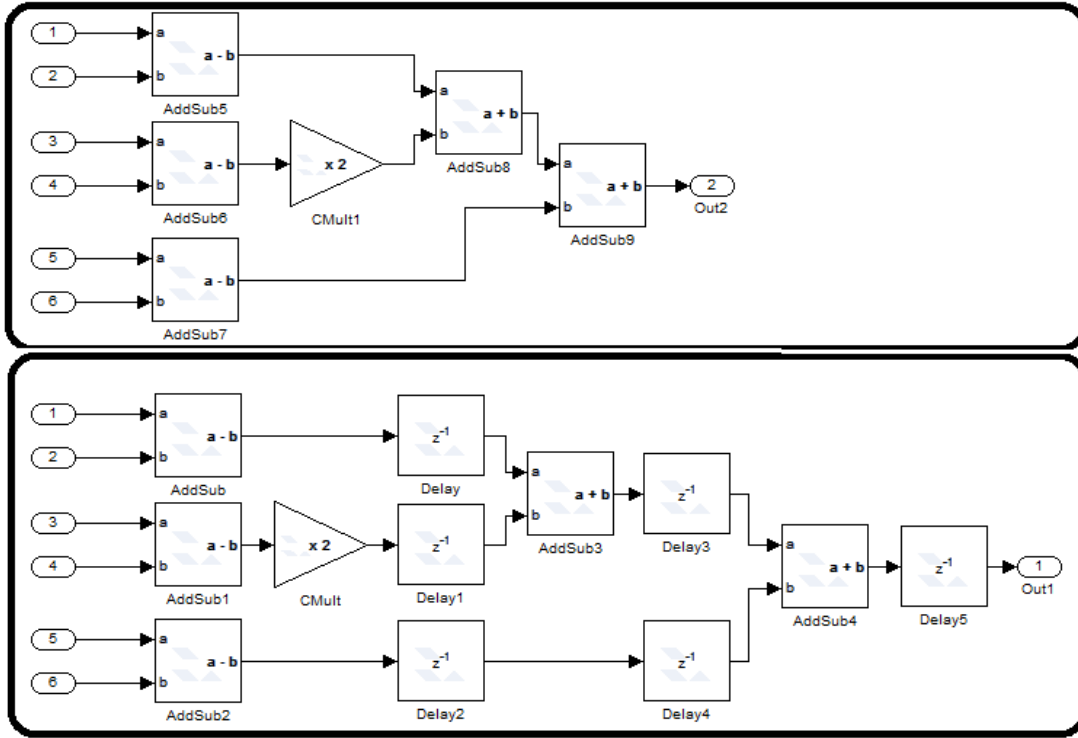 1
a
a - b
2
b
AddSub5
a
a + b
b
AddSub8
3
a
a - b
4
b
AddSub6
x 2
CMult1
a
a + b
b
AddSub9
2
Out2
5
a
a - b
6
b
AddSub7
1
a
a - b
2
b
AddSub
z-1
Delay
a
a + b
b
AddSub3
z-1
Delay3
3
a
a - b
4
b
AddSub1
x 2
CMult
z-1
Delay1
a
a + b
b
AddSub4
z-1
Delay5
1
Out1
5
a
a - b
6
b
AddSub2
z-1
Delay2
z-1
Delay4